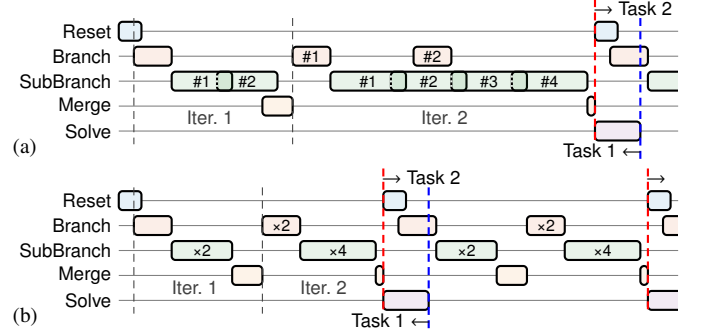 → Task 2
Reset
Branch #1 #2
SubBranch #1 #2 #1 #2 #3 #4
Merge
Iter. 1 Iter. 2
Solve
(a) Task 1 ←
→ Task 2 →
Reset
Branch ×2 ×2
SubBranch ×2 ×4 ×2 ×4
Merge
Iter. 1 Iter. 2
Solve
(b) Task 1 ←